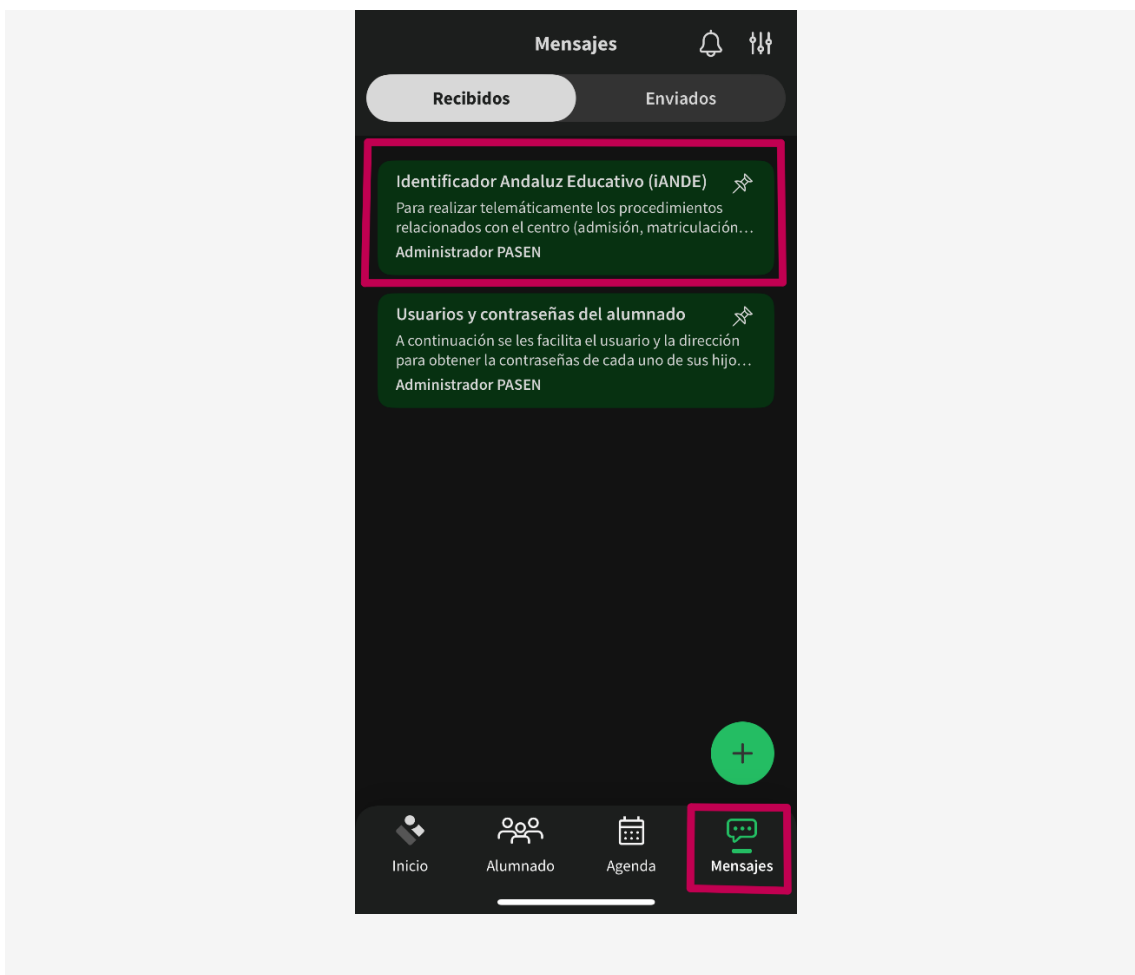 Mensajes
Recibidos
Enviados
Identificador Andaluz Educativo (iANDE)
Para realizar telemáticamente los procedimientos
relacionados con el centro (admisión, matriculación...
Administrador PASEN
Usuarios y contraseñas del alumnado
A continuación se les facilita el usuario y la dirección
para obtener la contraseñas de cada uno de sus hijo...
Administrador PASEN
+
Inicio
Alumnado
Agenda
Mensajes